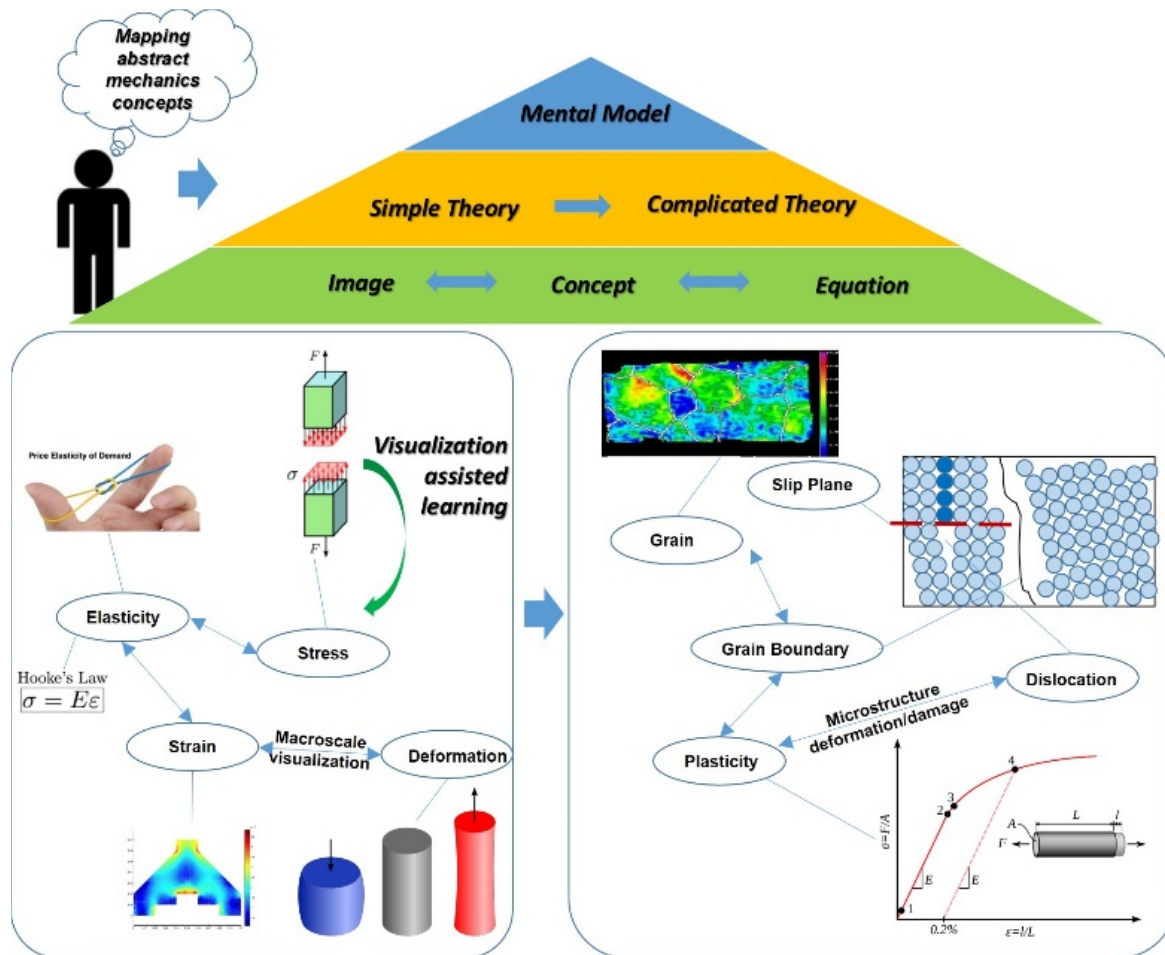 Mapping
abstract
mechanics
concepts
Mental Model
Simple Theory
Complicated Theory
Image
Concept
Equation
F
Price Elasticity of Demand
σ
F
Visualization
assisted
learning
Elasticity
Stress
Hooke's Law
σ = Eε
Strain
Macroscale
visualization
Deformation
Slip Plane
Grain
Grain Boundary
Dislocation
Microstructure
deformation/damage
Plasticity
σ=F/A
1
2
3
4
E
E
0.2%
ε=l/L
A
L
l
F